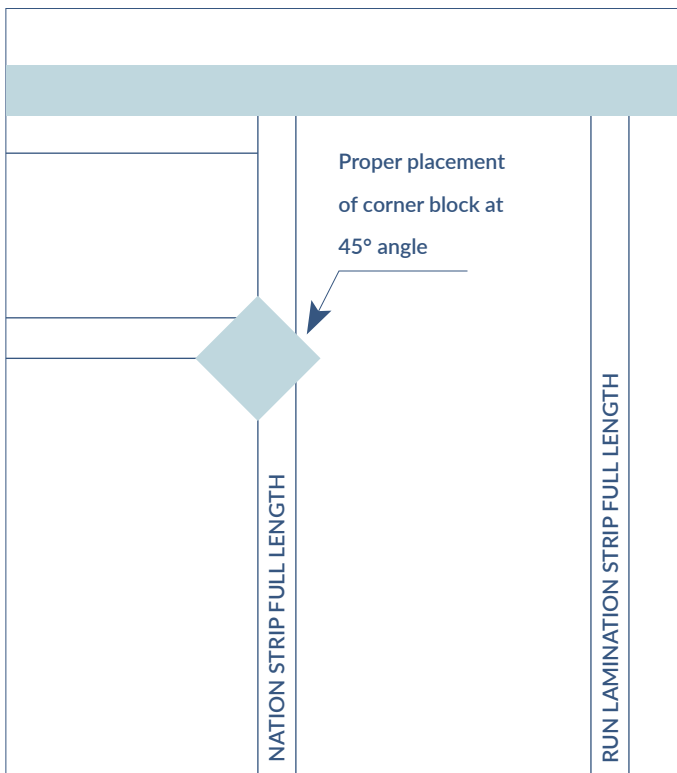 Proper placement
of corner block at
45° angle
NATION STRIP FULL LENGTH
RUN LAMINATION STRIP FULL LENGTH